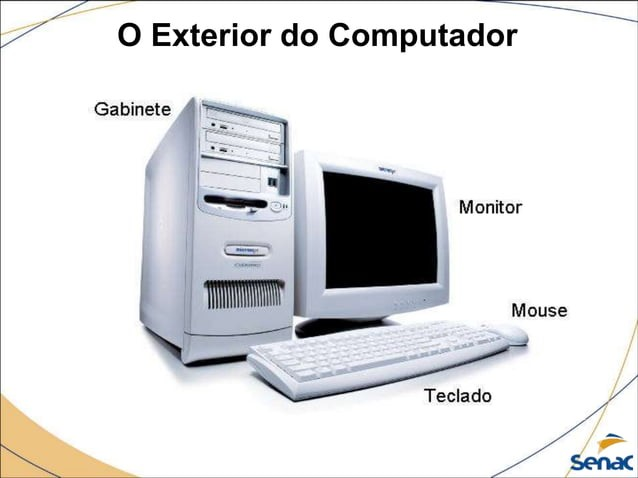 O Exterior do Computador
Gabinete
Monitor
Mouse
Teclado
Senac